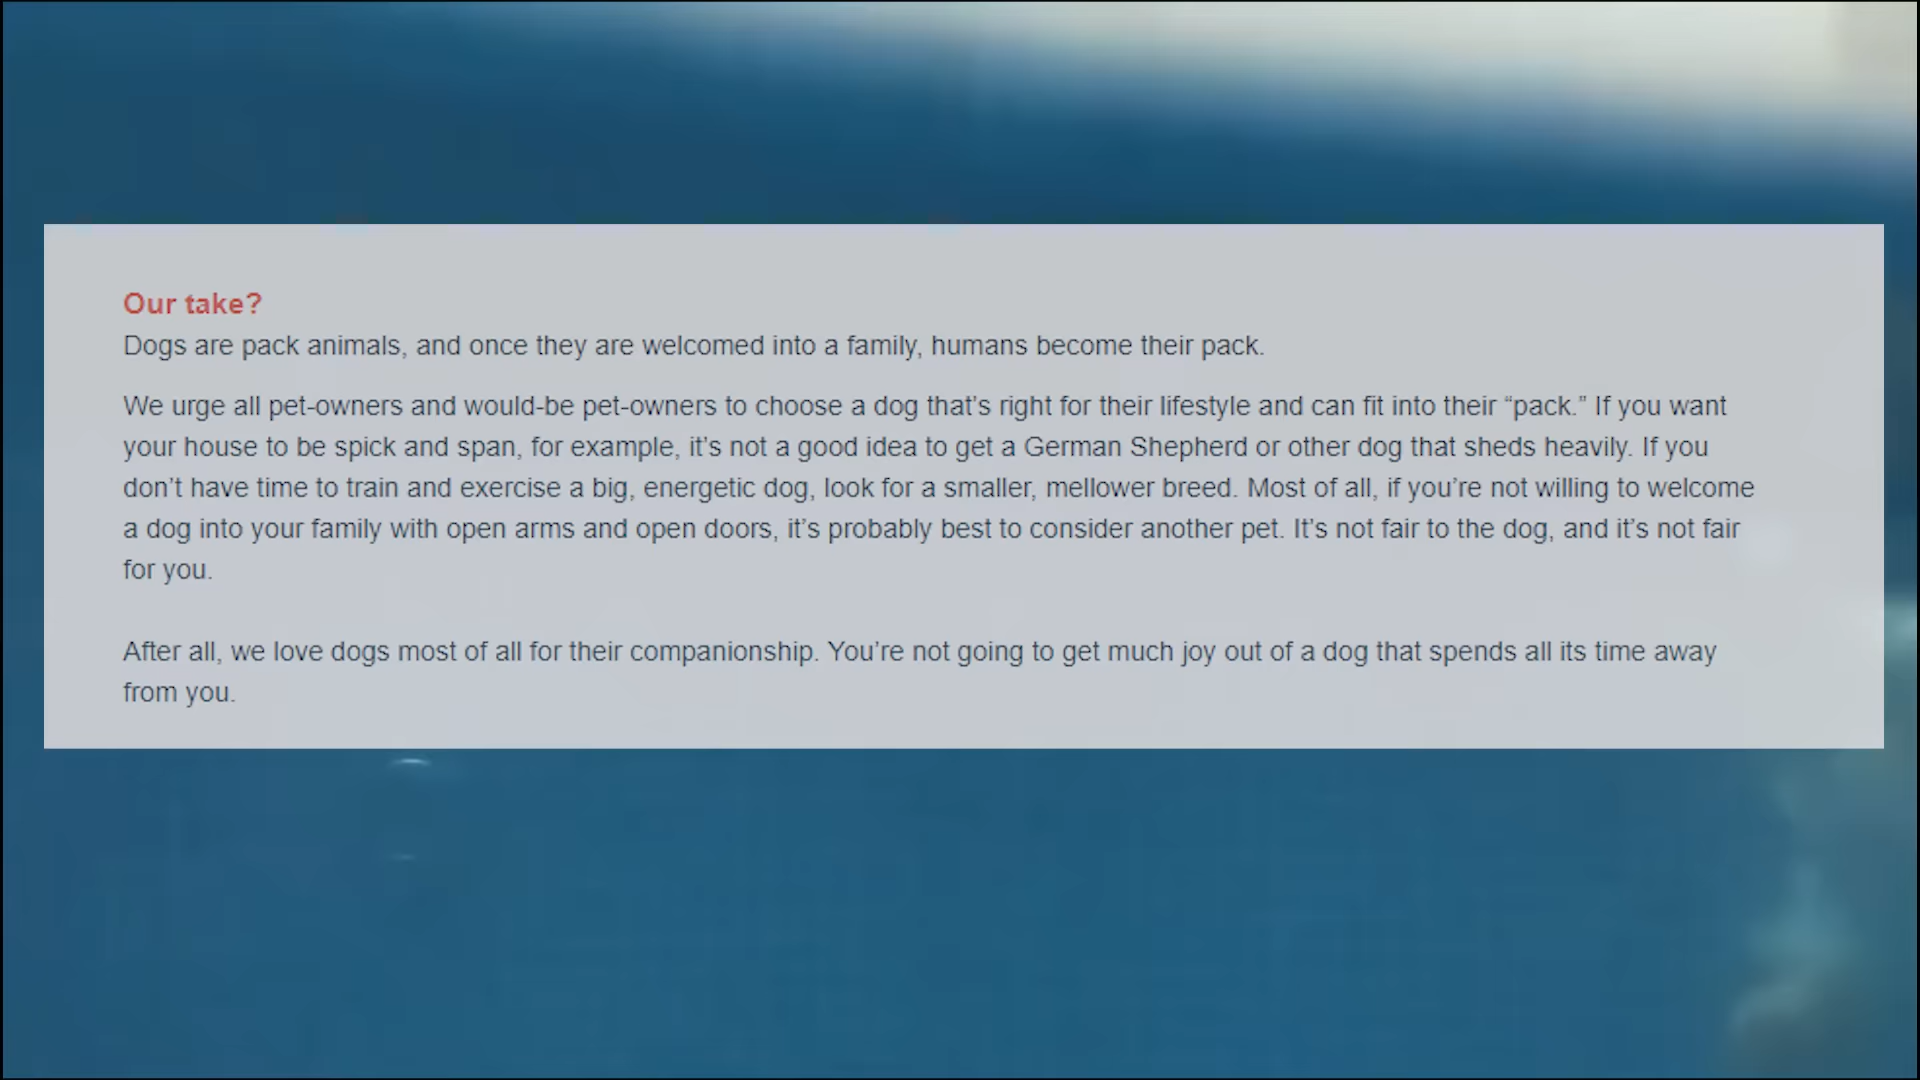 Our take?
Dogs are pack animals, and once they are welcomed into a family, humans become their pack.
We urge all pet-owners and would-be pet-owners to choose a dog that’s right for their lifestyle and can fit into their “pack.” If you want
your house to be spick and span, for example, it’s not a good idea to get a German Shepherd or other dog that sheds heavily. If you
don’t have time to train and exercise a big, energetic dog, look for a smaller, mellower breed. Most of all, if you’re not willing to welcome
a dog into your family with open arms and open doors, it’s probably best to consider another pet. It’s not fair to the dog, and it’s not fair
for you.
After all, we love dogs most of all for their companionship. You’re not going to get much joy out of a dog that spends all its time away
from you.